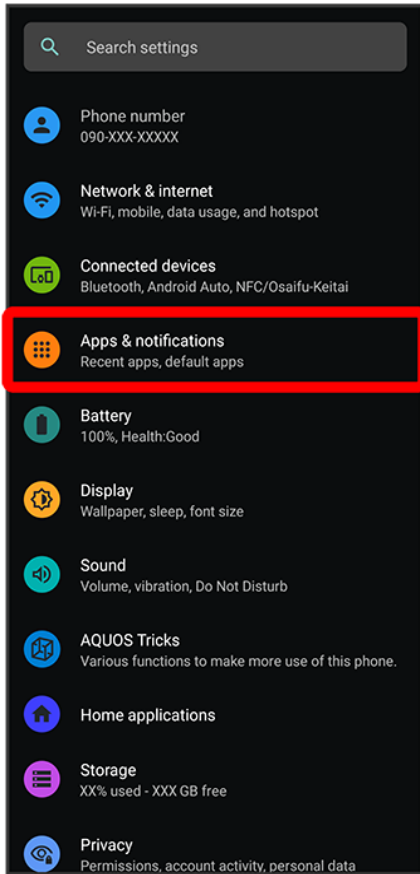 Search settings
Phone number
090-XXX-XXXXX
Network & internet
Wi-Fi, mobile, data usage, and hotspot
Connected devices
Bluetooth, Android Auto, NFC/Osaifu-Keitai
Apps & notifications
Recent apps, default apps
Battery
100%, Health:Good
Display
Wallpaper, sleep, font size
Sound
Volume, vibration, Do Not Disturb
AQUOS Tricks
Various functions to make more use of this phone.
Home applications
Storage
XX% used - XXX GB free
Privacy
Permissions, account activity, personal data